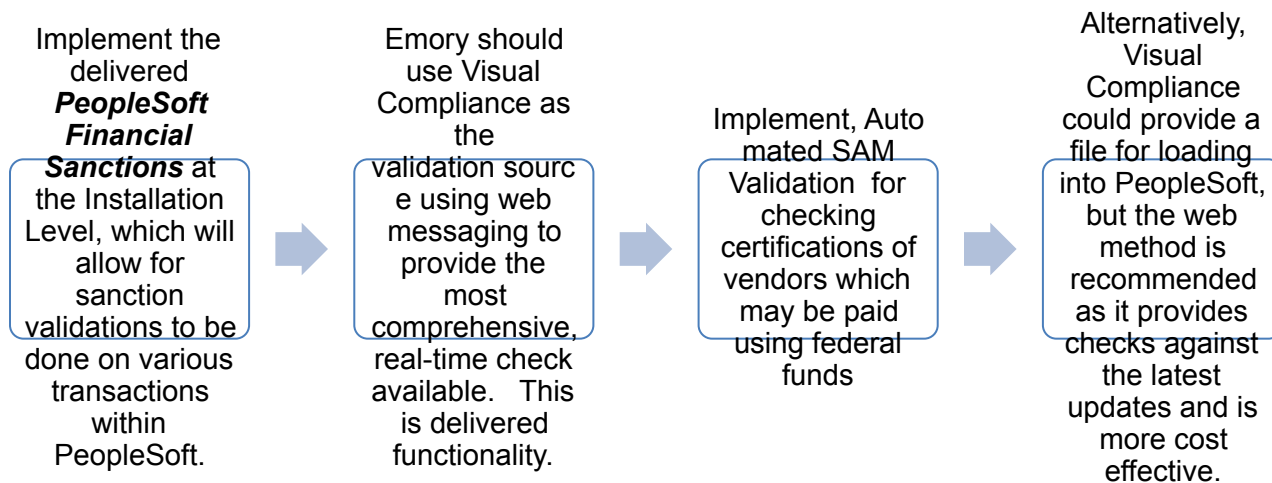 Implement the
delivered
PeopleSoft
Financial
Sanctions at
the Installation
Level, which will
allow for
sanction
validations to be
done on various
transactions
within
PeopleSoft.
Emory should
use Visual
Compliance as
the
validation sourc
e using web
messaging to
provide the
most
comprehensive,
real-time check
available.   This
is delivered
functionality.
Implement, Auto
mated SAM
Validation  for
checking
certifications of
vendors which
may be paid
using federal
funds
Alternatively,
Visual
Compliance
could provide a
file for loading
into PeopleSoft,
but the web
method is
recommended
as it provides
checks against
the latest
updates and is
more cost
effective.